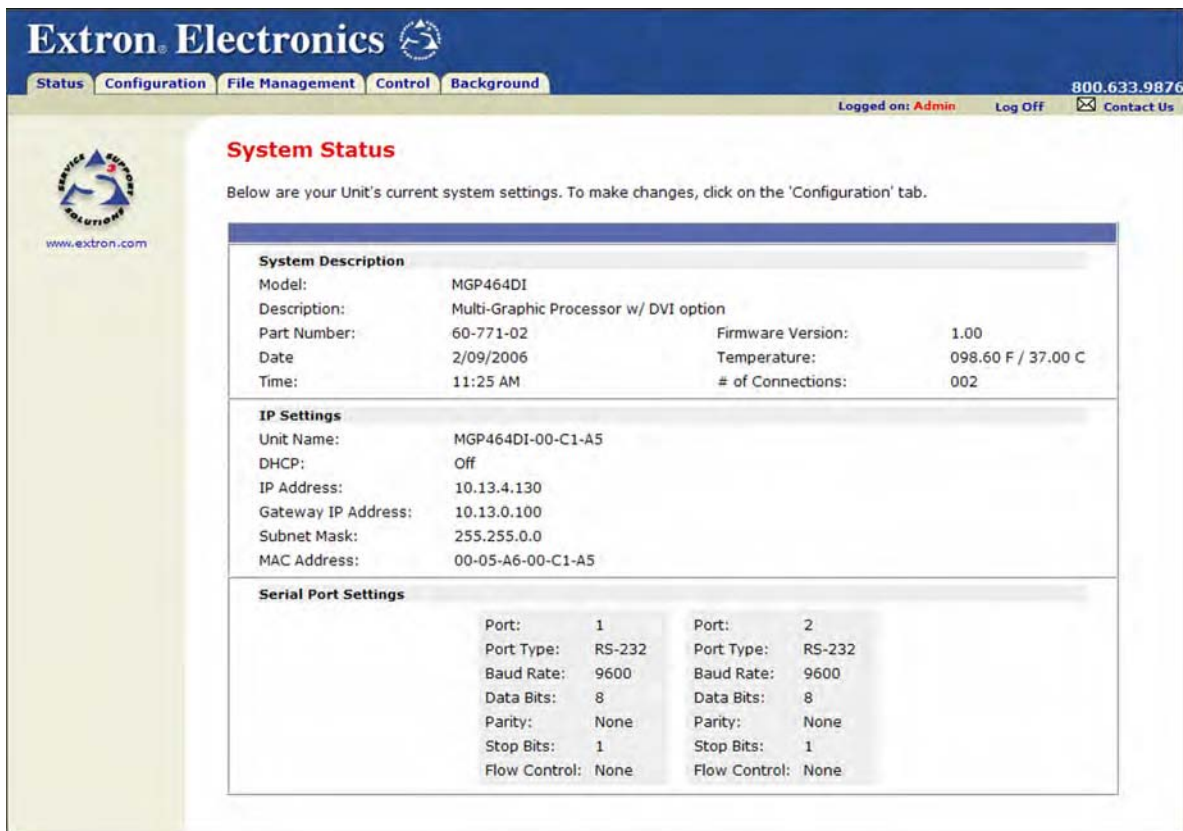 Extron® Electronics
Status Configuration File Management Control Background
800.633.9876
Logged on: Admin Log Off Contact Us
SERVICE SUPPORT SOLUTIONS
S 3
www.extron.com
System Status
Below are your Unit's current system settings. To make changes, click on the 'Configuration' tab.
System Description
Model: MGP464DI
Description: Multi-Graphic Processor w/ DVI option
Part Number: 60-771-02 Firmware Version: 1.00
Date 2/09/2006 Temperature: 098.60 F / 37.00 C
Time: 11:25 AM # of Connections: 002
IP Settings
Unit Name: MGP464DI-00-C1-A5
DHCP: Off
IP Address: 10.13.4.130
Gateway IP Address: 10.13.0.100
Subnet Mask: 255.255.0.0
MAC Address: 00-05-A6-00-C1-A5
Serial Port Settings
Port: 1 Port: 2
Port Type: RS-232 Port Type: RS-232
Baud Rate: 9600 Baud Rate: 9600
Data Bits: 8 Data Bits: 8
Parity: None Parity: None
Stop Bits: 1 Stop Bits: 1
Flow Control: None Flow Control: None